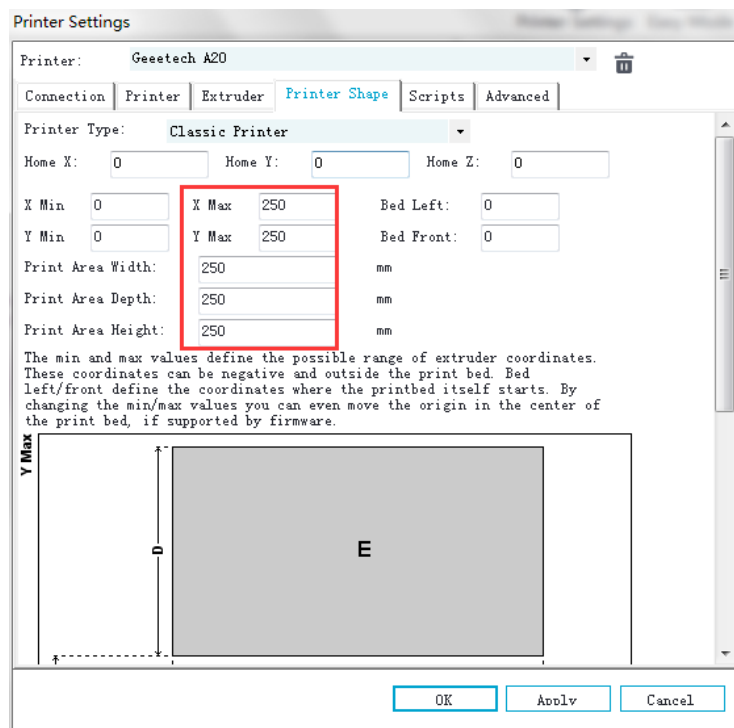 Printer Settings
Printer: Geeetech A20
Connection Printer Extruder Printer Shape Scripts Advanced
Printer Type: Classic Printer
Home X: 0 Home Y: 0 Home Z: 0
X Min 0 X Max 250 Bed Left: 0
Y Min 0 Y Max 250 Bed Front: 0
Print Area Width: 250 mm
Print Area Depth: 250 mm
Print Area Height: 250 mm
The min and max values define the possible range of extruder coordinates.
These coordinates can be negative and outside the print bed. Bed
left/front define the coordinates where the printbed itself starts. By
changing the min/max values you can even move the origin in the center of
the print bed, if supported by firmware.
Y Max
D
E
OK Apply Cancel